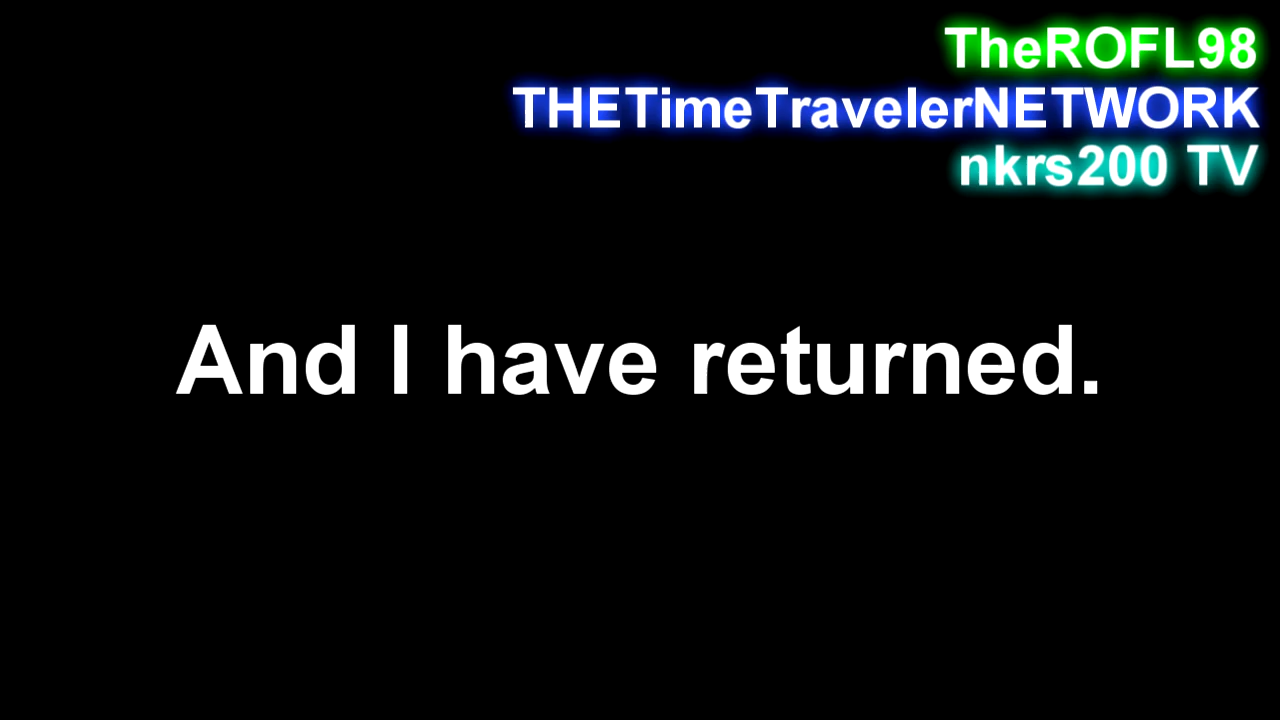 TheROFL98
THETimeTravelerNETWORK
nkrs200 TV
And I have returned.